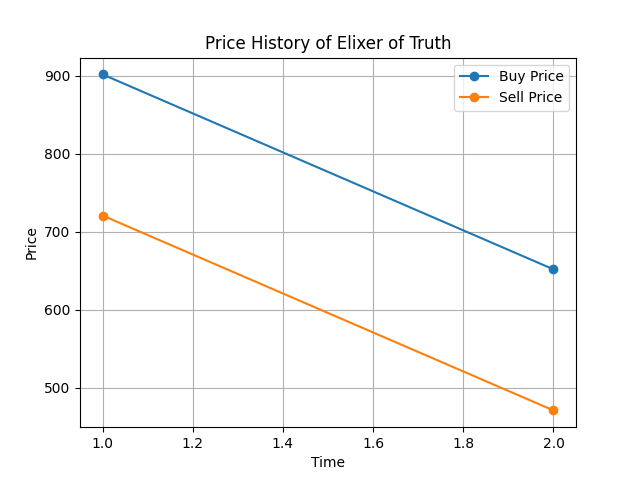 Price History of Elixer of Truth
Buy Price
Sell Price
Price
900
800
700
600
500
1.0 1.2 1.4 1.6 1.8 2.0
Time